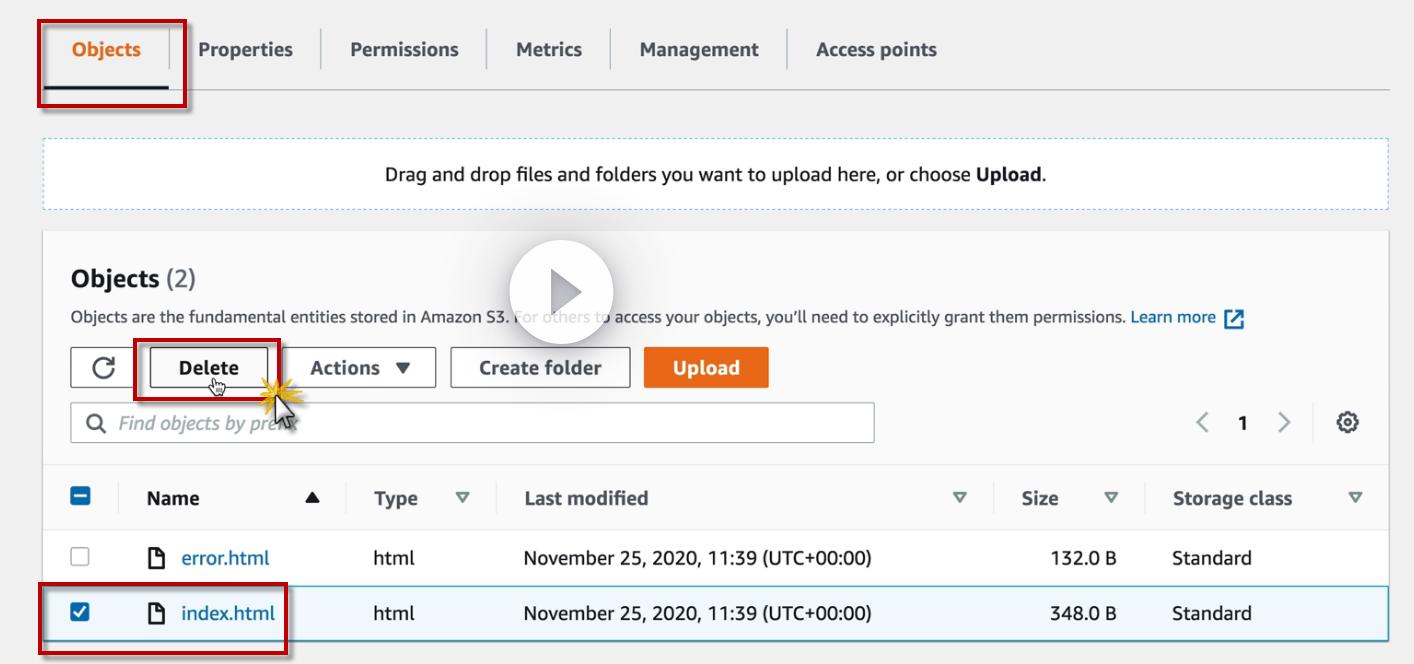 Objects Properties Permissions Metrics Management Access points
Drag and drop files and folders you want to upload here, or choose Upload.
Objects (2)
Objects are the fundamental entities stored in Amazon S3. For others to access your objects, you'll need to explicitly grant them permissions. Learn more
Delete Actions Create folder Upload
Find objects by
1
Name Type Last modified Size Storage class
error.html html November 25, 2020, 11:39 (UTC+00:00) 132.0 B Standard
index.html html November 25, 2020, 11:39 (UTC+00:00) 348.0 B Standard